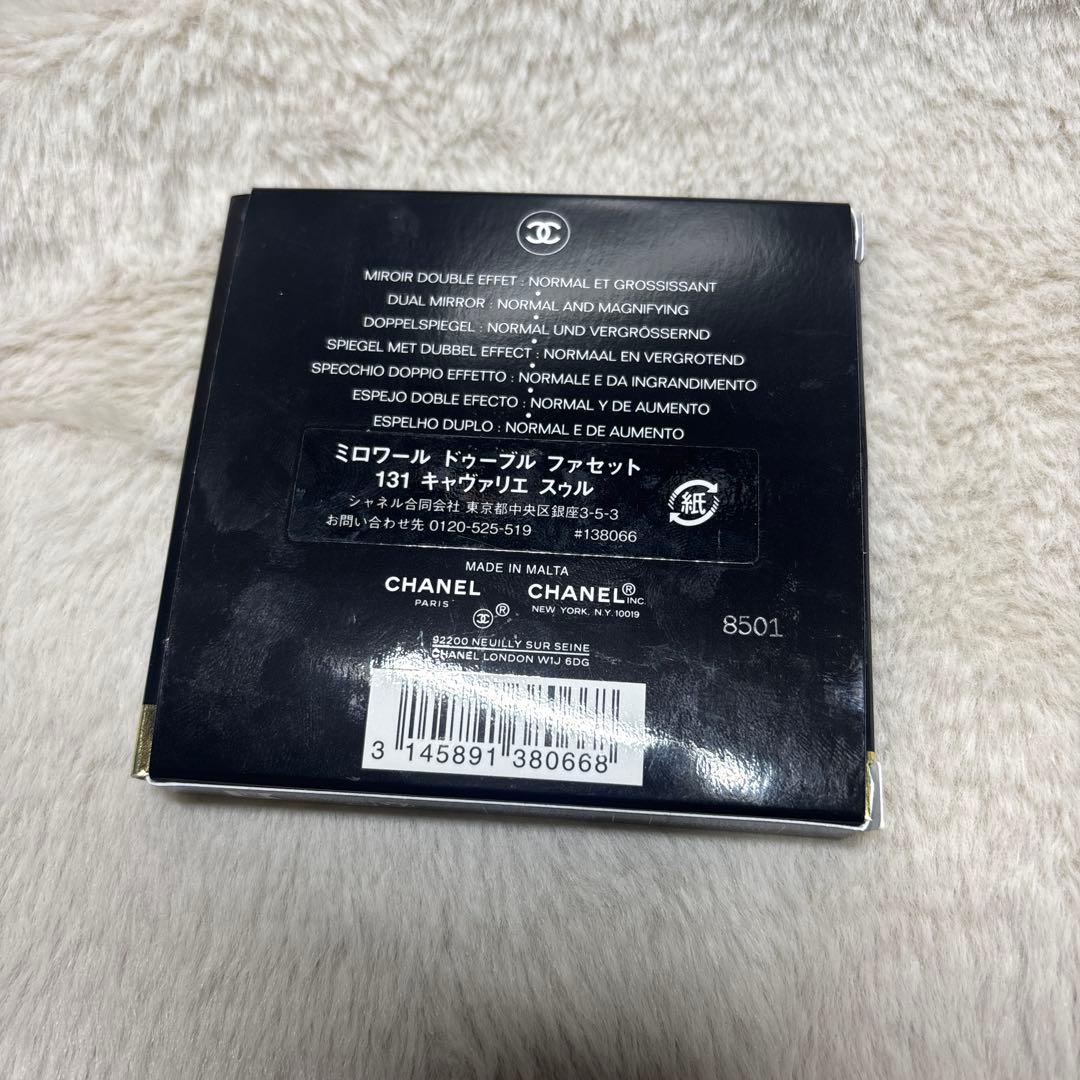 MIROIR DOUBLE EFFET : NORMAL ET GROSSISSANT
DUAL MIRROR : NORMAL AND MAGNIFYING
DOPPELSPIEGEL : NORMAL UND VERGRÖSSERND
SPIEGEL MET DUBBEL EFFECT : NORMAAL EN VERGROTEND
SPECCHIO DOPPIO EFFETTO : NORMALE E DA INGRANDIMENTO
ESPEJO DOBLE EFECTO : NORMAL Y DE AUMENTO
ESPELHO DUPLO : NORMAL E DE AUMENTO
ミロワール ドゥーブル ファセット
131 キャヴァリエ スゥル
シャネル合同会社 東京都中央区銀座3-5-3
お問い合わせ先 0120-525-519 #138066
紙
MADE IN MALTA
CHANEL CHANEL® INC.
PARIS NEW YORK, N.Y. 10019
®
8501
92200 NEUILLY SUR SEINE
CHANEL LONDON W1J 6DG
3 145891 380668